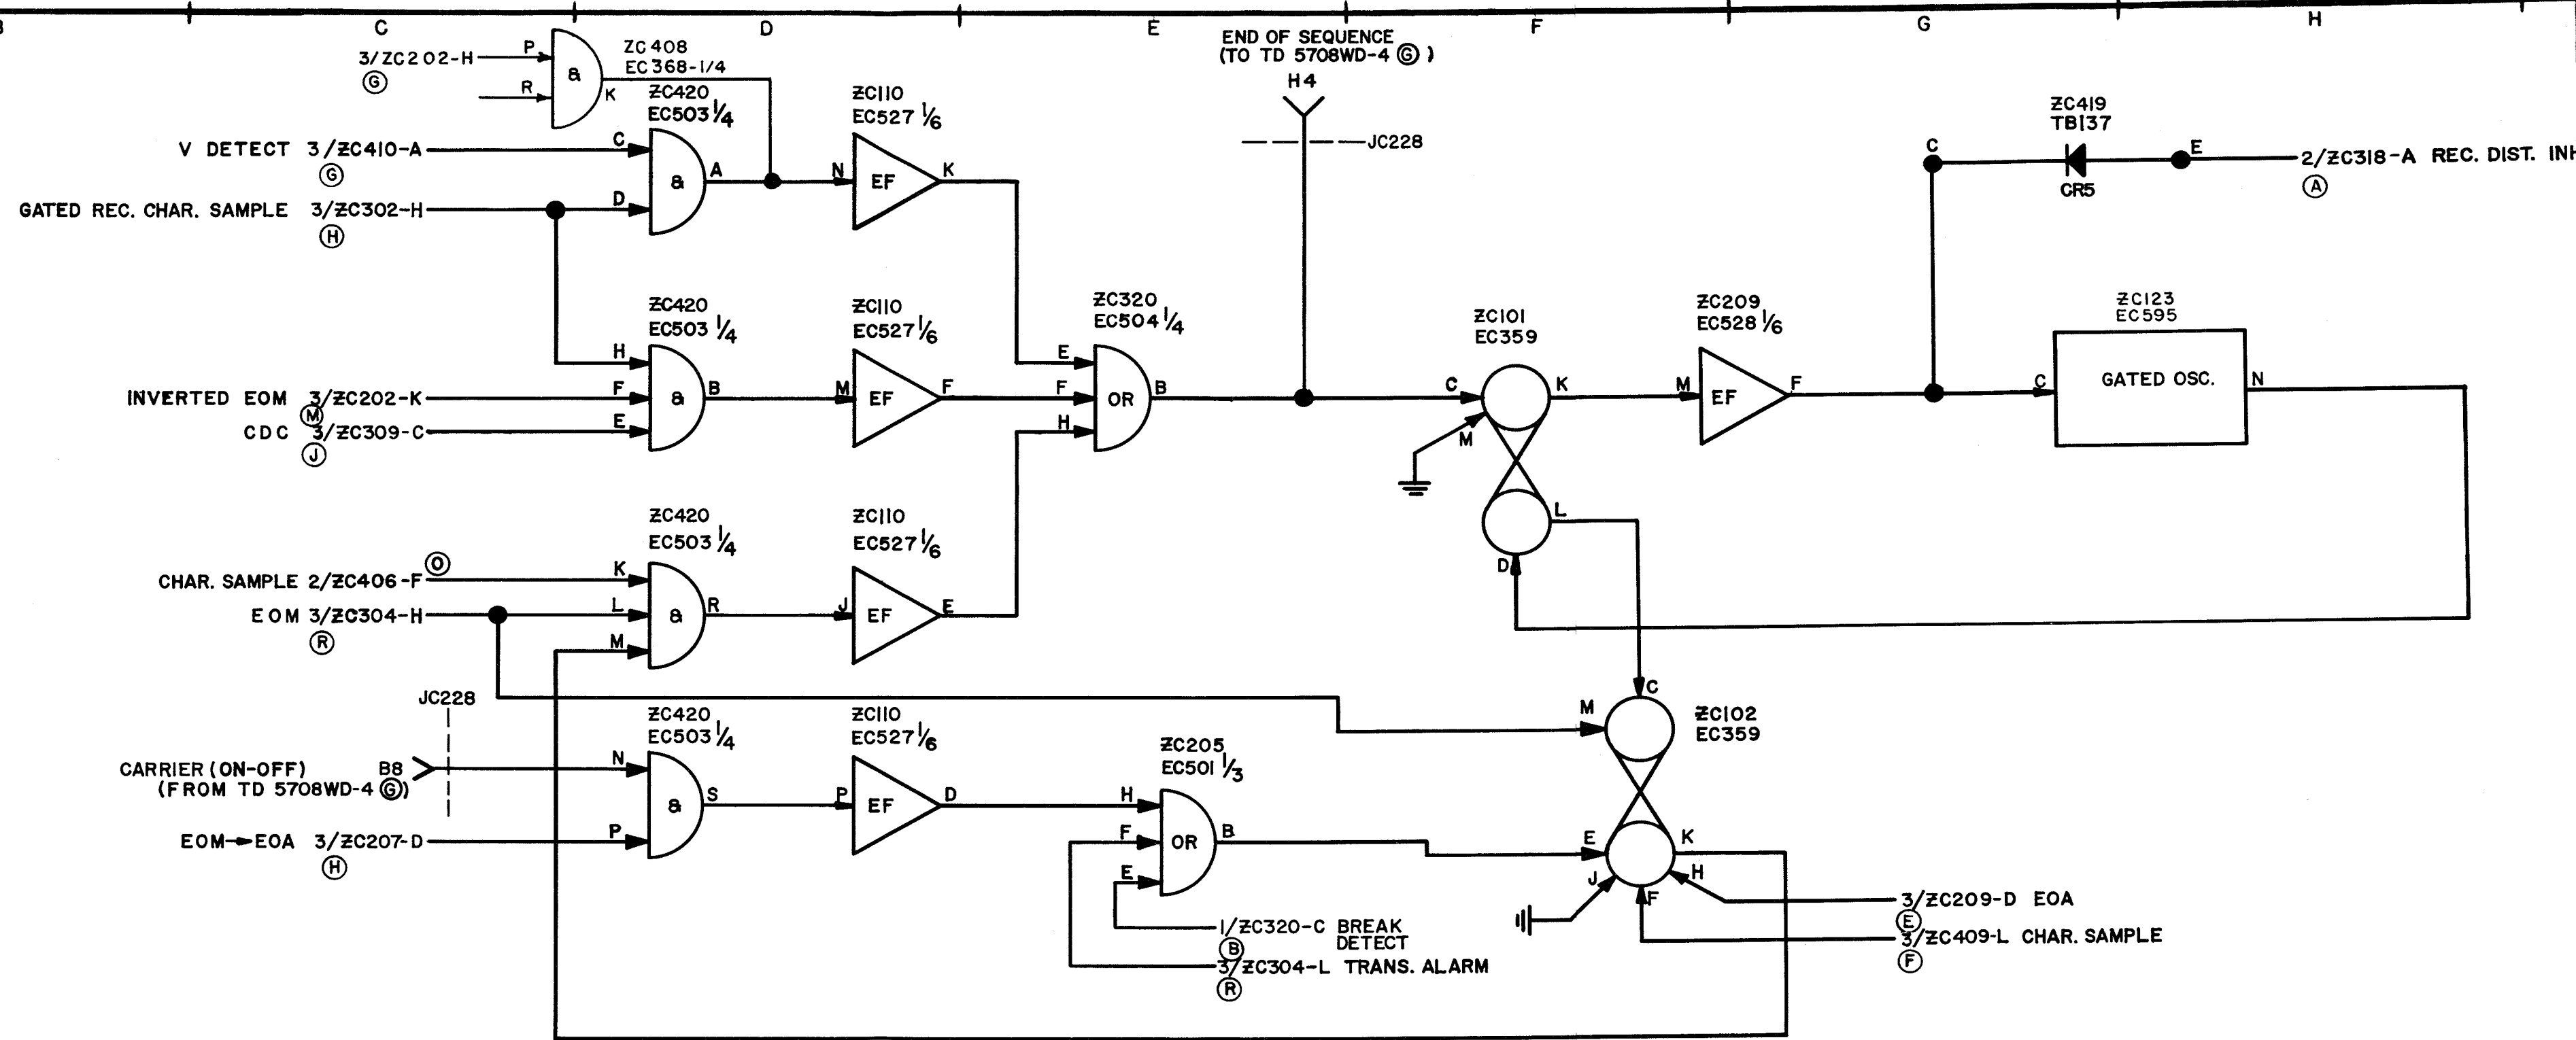 C D E F G H
3/ZC202-H P
G
R
&
K
ZC408
EC368-1/4
END OF SEQUENCE
(TO TD 5708WD-4 G )
H4
JC228
V DETECT 3/ZC410-A C
G
GATED REC. CHAR. SAMPLE 3/ZC302-H D
H
ZC420
EC503 1/4
&
A
ZC110
EC527 1/6
N EF K
ZC419
TB137
C E
CR5
2/ZC318-A REC. DIST. INH
A
INVERTED EOM 3/ZC202-K
M
CDC 3/ZC309-C
J
H
F
E
ZC420
EC503 1/4
&
B
ZC110
EC527 1/6
M EF F
ZC320
EC504 1/4
E
F
H
OR
B
ZC101
EC359
C K
M
L
D
ZC209
EC528 1/6
M EF F
ZC123
EC595
C GATED OSC. N
CHAR. SAMPLE 2/ZC406-F O
EOM 3/ZC304-H
R
K
L
M
ZC420
EC503 1/4
&
R
ZC110
EC527 1/6
J EF E
JC228
CARRIER (ON-OFF) B8
(FROM TD 5708WD-4 G)
EOM→EOA 3/ZC207-D
H
N
P
ZC420
EC503 1/4
&
S
ZC110
EC527 1/6
P EF D
ZC205
EC501 1/3
H
F
E
OR
B
1/ZC320-C BREAK
B DETECT
3/ZC304-L TRANS. ALARM
R
C
M
ZC102
EC359
E K
J H
F
3/ZC209-D EOA
E
3/ZC409-L CHAR. SAMPLE
F